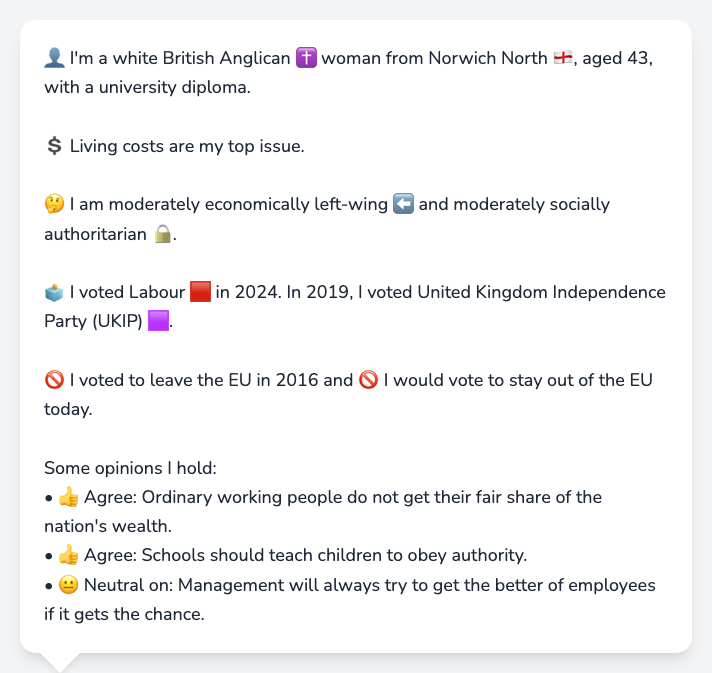 👤 I'm a white British Anglican ✝️ woman from Norwich North 🏴󠁧󠁢󠁥󠁮󠁧󠁿, aged 43,
with a university diploma.
💲 Living costs are my top issue.
🤔 I am moderately economically left-wing ⬅️ and moderately socially
authoritarian 🔒.
🗳️ I voted Labour 🟥 in 2024. In 2019, I voted United Kingdom Independence
Party (UKIP) 🟪.
🚫 I voted to leave the EU in 2016 and 🚫 I would vote to stay out of the EU
today.
Some opinions I hold:
• 👍 Agree: Ordinary working people do not get their fair share of the
nation's wealth.
• 👍 Agree: Schools should teach children to obey authority.
• 😐 Neutral on: Management will always try to get the better of employees
if it gets the chance.